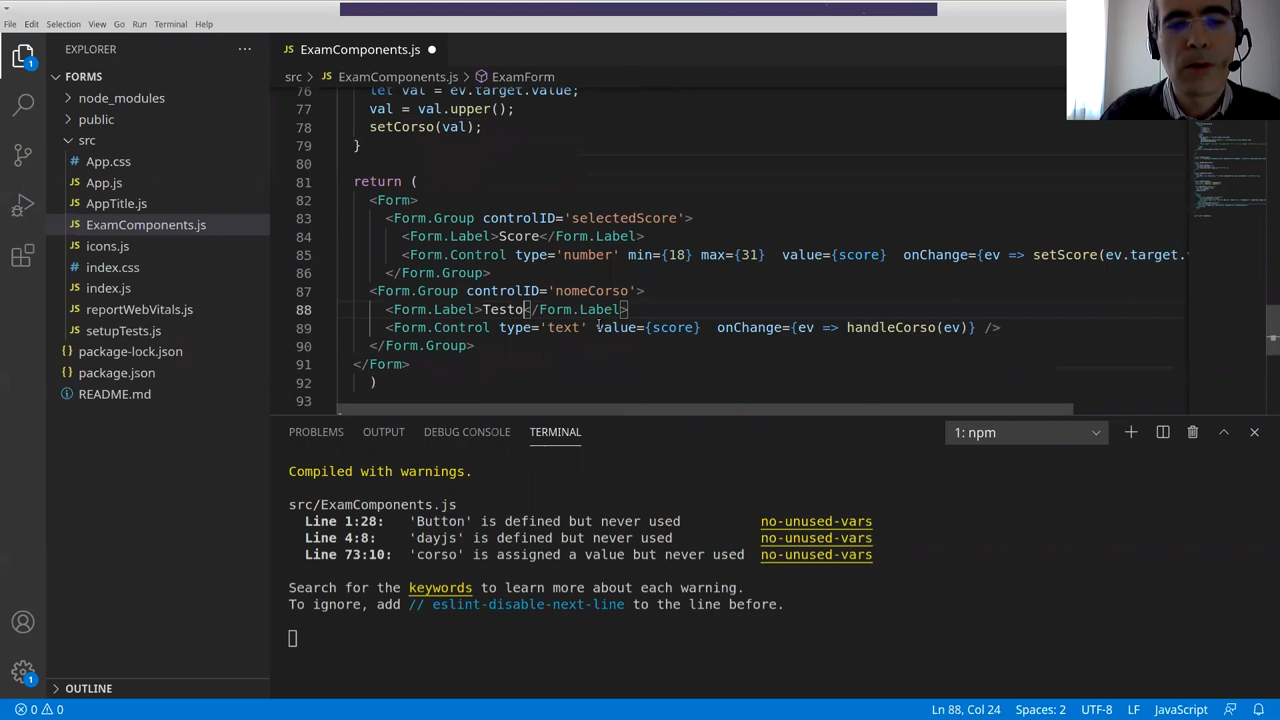 File Edit Selection View Go Run Terminal Help
EXPLORER
FORMS
node_modules
public
src
App.css
JS App.js
JS AppTitle.js
JS ExamComponents.js
JS icons.js
index.css
JS index.js
JS reportWebVitals.js
JS setupTests.js
package-lock.json
package.json
README.md
OUTLINE
1
1
JS ExamComponents.js
src > JS ExamComponents.js > ExamForm
76 let val = ev.target.value;
77 val = val.upper();
78 setCorso(val);
79 }
80
81 return (
82 <Form>
83 <Form.Group controlID='selectedScore'>
84 <Form.Label>Score</Form.Label>
85 <Form.Control type='number' min={18} max={31} value={score} onChange={ev => setScore(ev.target.
86 </Form.Group>
87 <Form.Group controlID='nomeCorso'>
88 <Form.Label>Testo</Form.Label>
89 <Form.Control type='text' value={score} onChange={ev => handleCorso(ev)} />
90 </Form.Group>
91 </Form>
92 )
93
PROBLEMS OUTPUT DEBUG CONSOLE TERMINAL 1: npm
Compiled with warnings.
src/ExamComponents.js
Line 1:28: 'Button' is defined but never used no-unused-vars
Line 4:8: 'dayjs' is defined but never used no-unused-vars
Line 73:10: 'corso' is assigned a value but never used no-unused-vars
Search for the keywords to learn more about each warning.
To ignore, add // eslint-disable-next-line to the line before.
0 0 Ln 88, Col 24 Spaces: 2 UTF-8 LF JavaScript